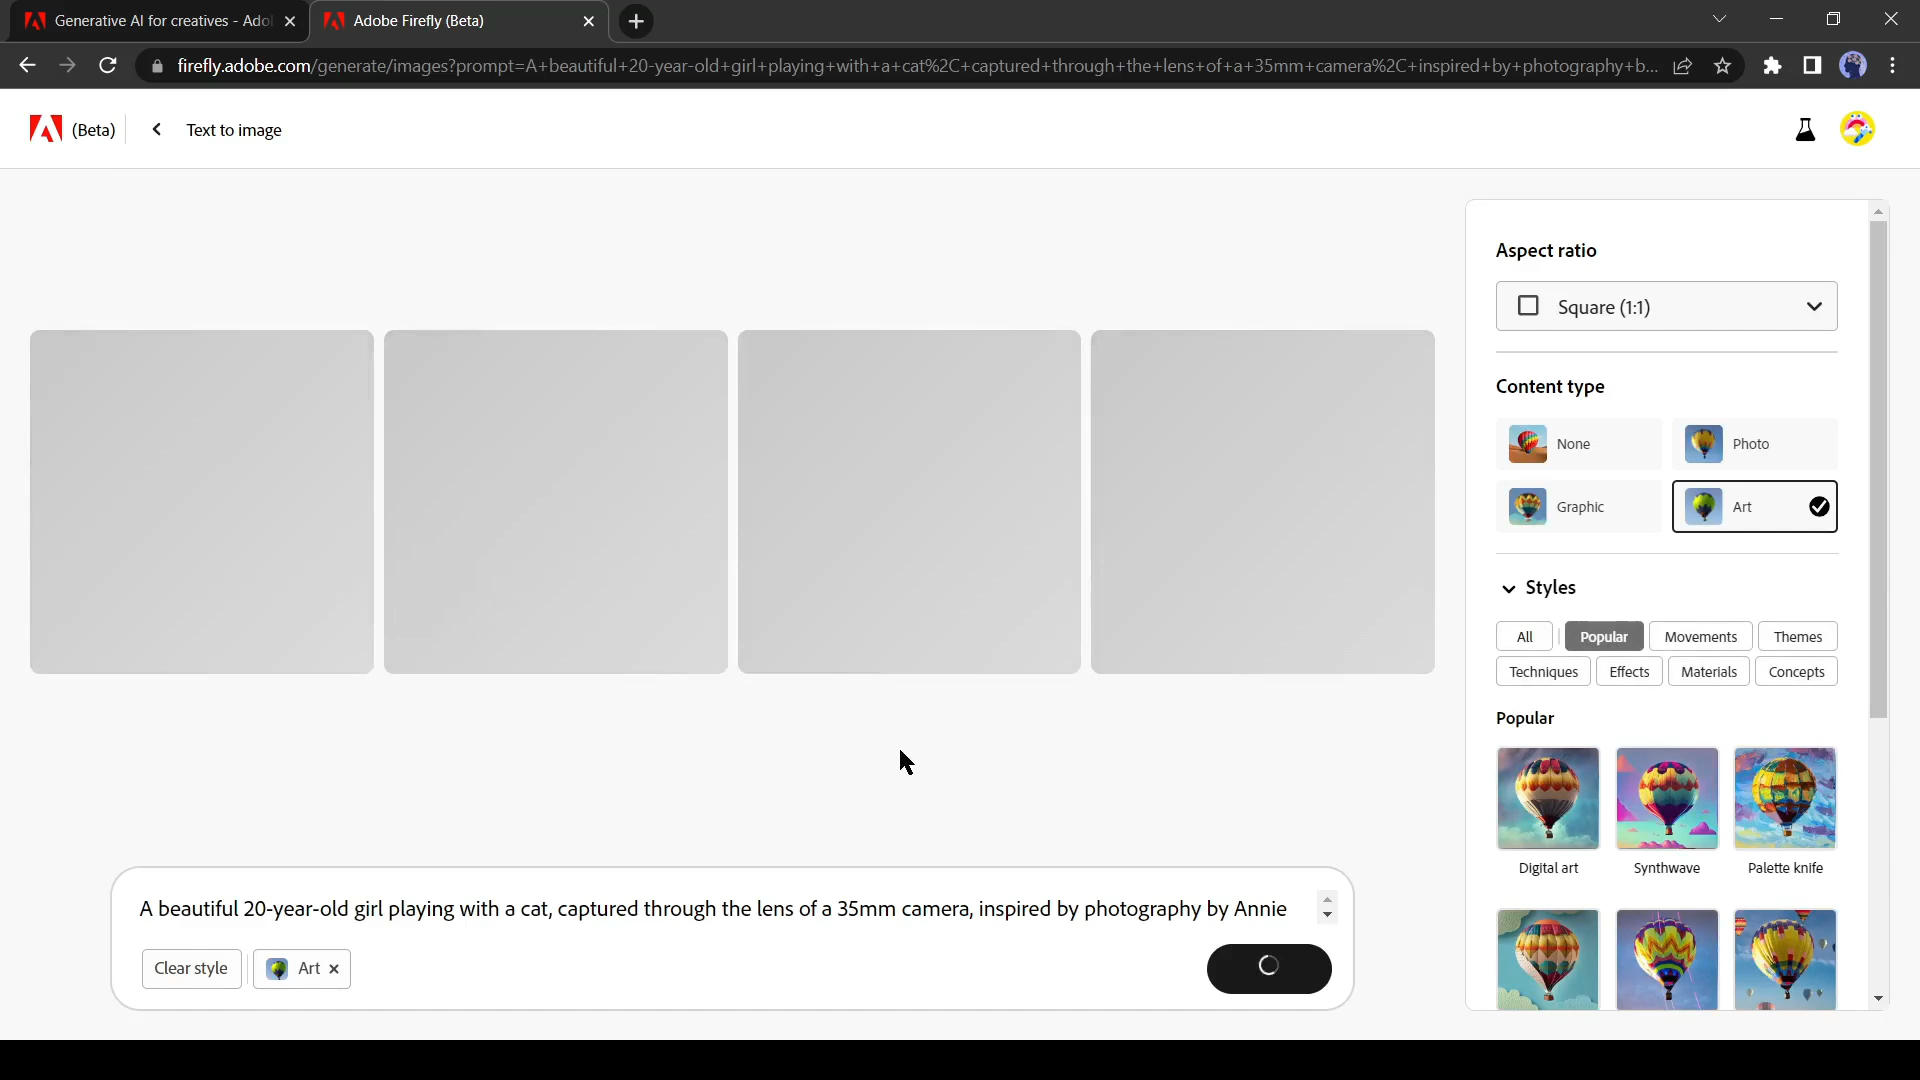 Generative AI for creatives - Ado
Adobe Firefly (Beta)
firefly.adobe.com/generate/images?prompt=A+beautiful+20-year-old+girl+playing+with+a+cat%2C+captured+through+the+lens+of+a+35mm+camera%2C+inspired+by+photography+b...
(Beta)
Text to image
Aspect ratio
Square (1:1)
Content type
None
Photo
Graphic
Art
Styles
All
Popular
Movements
Themes
Techniques
Effects
Materials
Concepts
Popular
Digital art
Synthwave
Palette knife
A beautiful 20-year-old girl playing with a cat, captured through the lens of a 35mm camera, inspired by photography by Annie
Clear style
Art